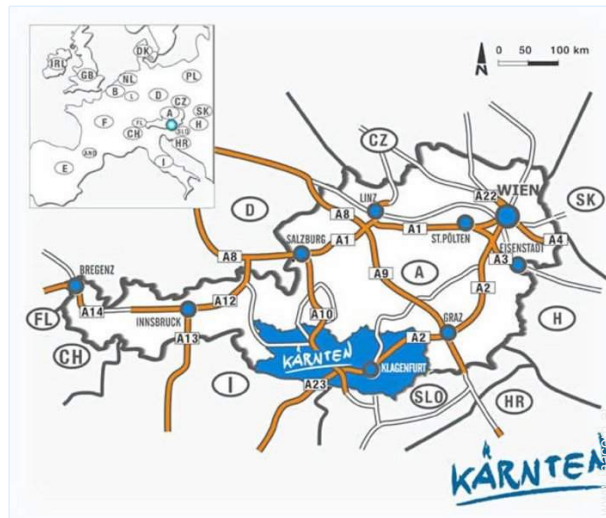 DK
IRL
GB
NL
PL
B
L
D
CZ
A
SK
F
FL
CH
H
SLO
HR
AND
E
I
N
0 50 100 km
CZ
SK
D
A22
WIEN
LINZ
A8
A1
ST.PÖLTEN
A4
A3
EISENSTADT
A8
SALZBURG
A1
A9
A
A2
BREGENZ
A12
A10
FL
A14
INNSBRUCK
GRAZ
H
CH
A13
KÄRNTEN
A2
KLAGENFURT
I
A23
SLO
HR
KÄRNTEN